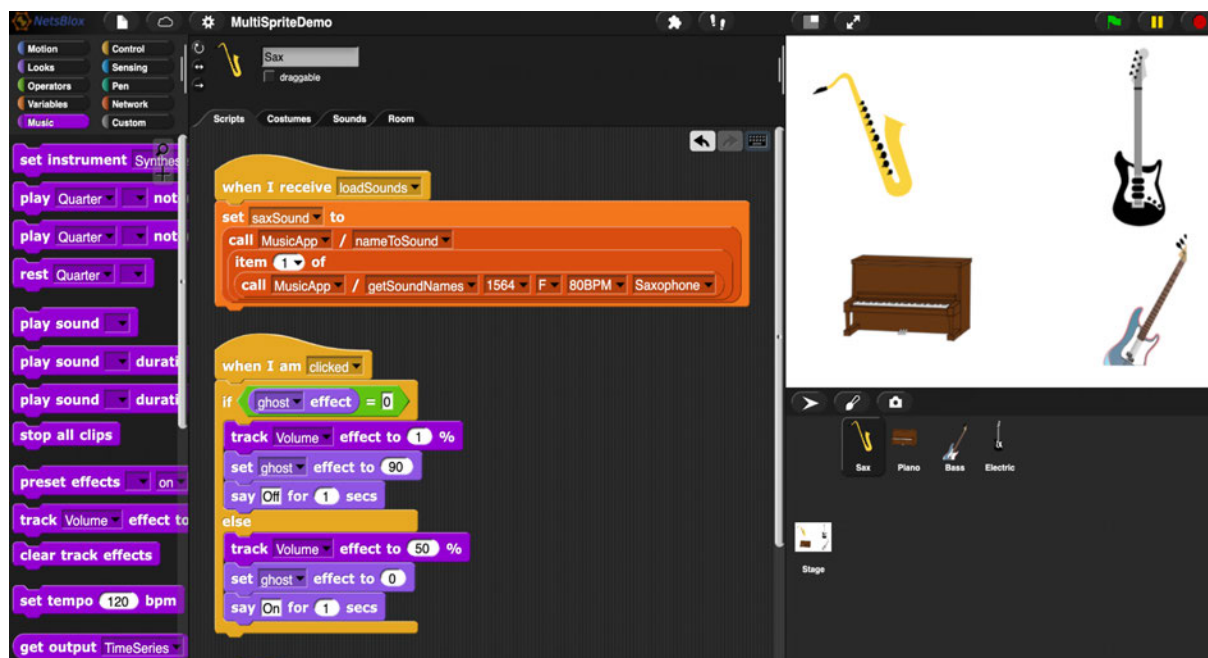 NetsBlox
MultiSpriteDemo
Motion
Control
Looks
Sensing
Operators
Pen
Variables
Network
Music
Custom
Sax
draggable
Scripts
Costumes
Sounds
Room
set instrument Synthes
play Quarter not
play Quarter not
rest Quarter
play sound
play sound durati
play sound durati
stop all clips
preset effects on
track Volume effect to
clear track effects
set tempo 120 bpm
get output TimeSeries
when I receive loadSounds
set saxSound to
call MusicApp / nameToSound
item 1 of
call MusicApp / getSoundNames 1564 F 80BPM Saxophone
when I am clicked
if ghost effect = 0
track Volume effect to 1 %
set ghost effect to 90
say Off for 1 secs
else
track Volume effect to 50 %
set ghost effect to 0
say On for 1 secs
Sax
Piano
Bass
Electric
Stage